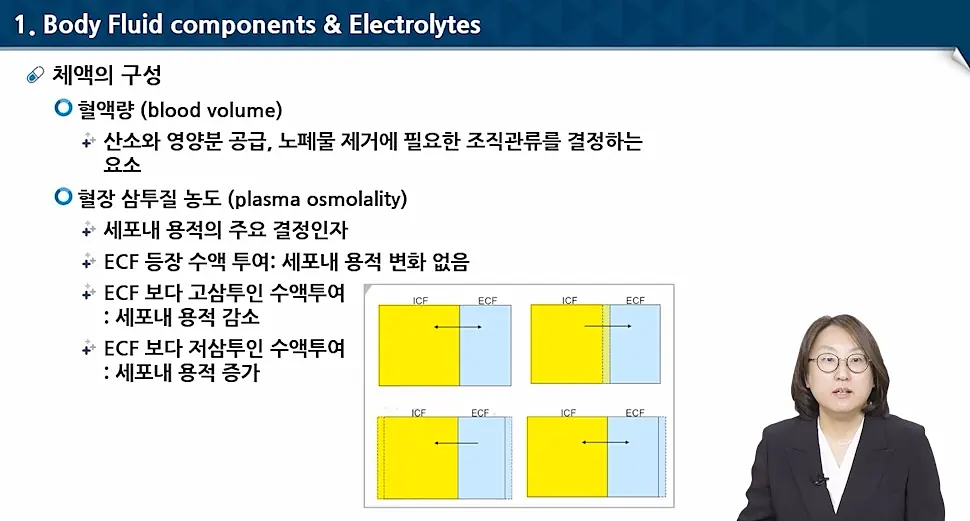 1. Body Fluid components & Electrolytes
체액의 구성
혈액량 (blood volume)
산소와 영양분 공급, 노폐물 제거에 필요한 조직관류를 결정하는
요소
혈장 삼투질 농도 (plasma osmolality)
세포내 용적의 주요 결정인자
ECF 등장 수액 투여: 세포내 용적 변화 없음
ECF 보다 고삼투인 수액투여
: 세포내 용적 감소
ECF 보다 저삼투인 수액투여
: 세포내 용적 증가
ICF ECF ICF ECF
ICF ECF ICF ECF